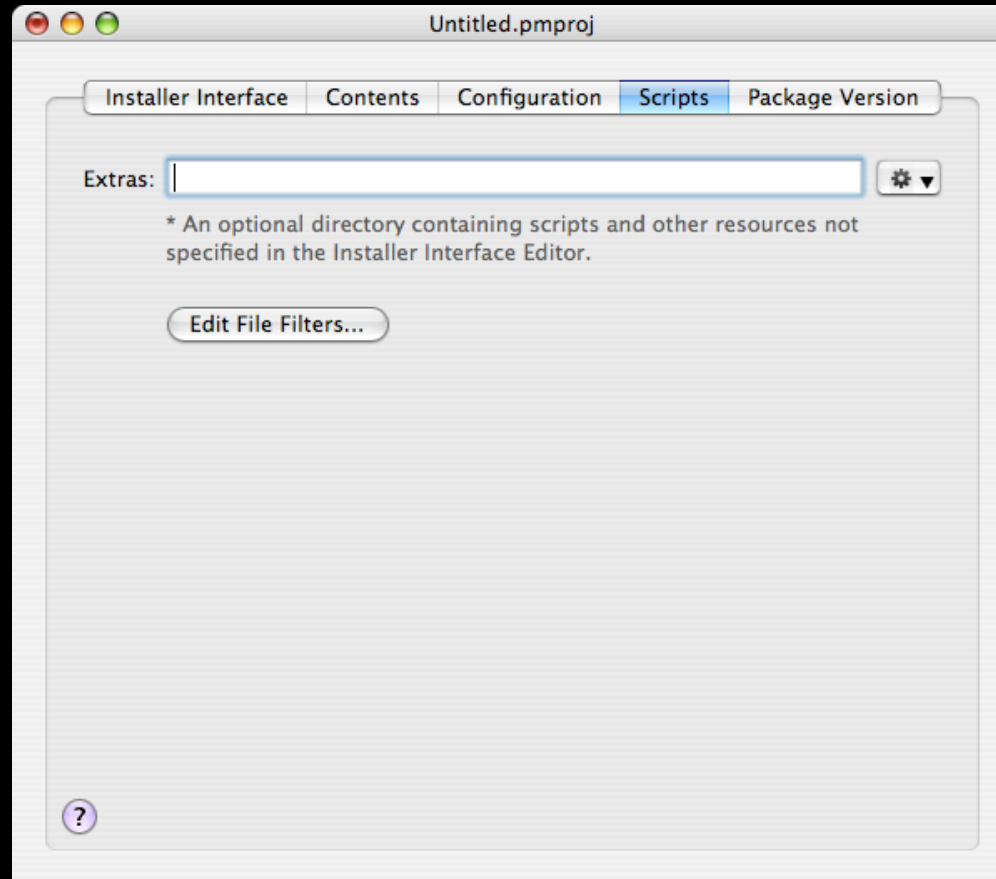 Untitled.pmproj
Installer Interface Contents Configuration Scripts Package Version
Extras:
* An optional directory containing scripts and other resources not
specified in the Installer Interface Editor.
Edit File Filters...
?